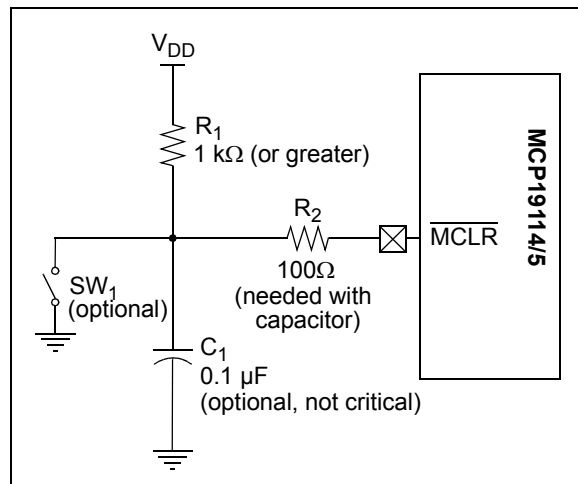 VDD
R1
1 kΩ (or greater)
R2
100Ω
(needed with
capacitor)
MCLR
MCP19114/5
SW1
(optional)
C1
0.1 µF
(optional, not critical)